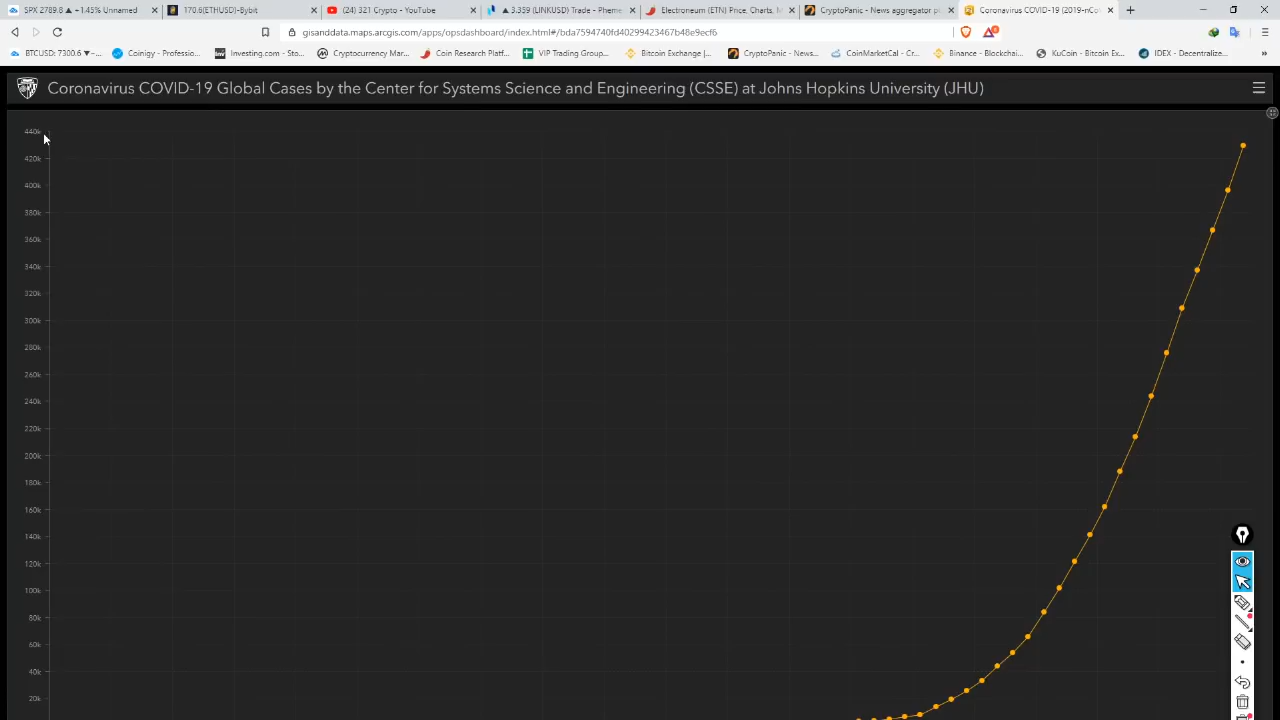 SPX 2789.8 ▲ +1.45% Unnamed
170.6(ETHUSD)-Bybit
(24) 321 Crypto - YouTube
▲ 3.359 (LINKUSD) Trade - Pheme
Electroneum (ETN) Price, Charts, M
CryptoPanic - News aggregator pl
Coronavirus COVID-19 (2019-nCo
gisanddata.maps.arcgis.com/apps/opsdashboard/index.html#/bda7594740fd40299423467b48e9ecf6
BTCUSD: 7300.6 ▼ -...
Coinigy - Professio...
Investing.com - Sto...
Cryptocurrency Mar...
Coin Research Platf...
VIP Trading Group...
Bitcoin Exchange |...
CryptoPanic - News...
CoinMarketCal - Cr...
Binance - Blockchai...
KuCoin - Bitcoin Ex...
IDEX - Decentralize...
Coronavirus COVID-19 Global Cases by the Center for Systems Science and Engineering (CSSE) at Johns Hopkins University (JHU)
440k
420k
400k
380k
360k
340k
320k
300k
280k
260k
240k
220k
200k
180k
160k
140k
120k
100k
80k
60k
40k
20k